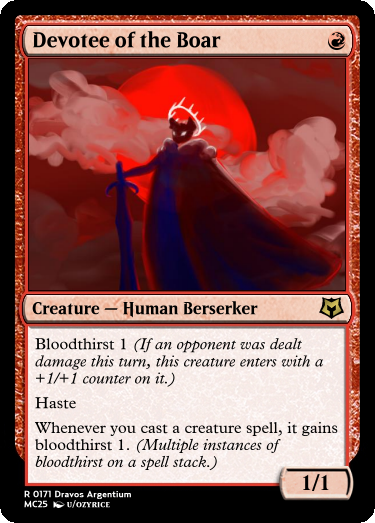 Devotee of the Boar
Creature — Human Berserker
Bloodthirst 1 (If an opponent was dealt
damage this turn, this creature enters with a
+1/+1 counter on it.)
Haste
Whenever you cast a creature spell, it gains
bloodthirst 1. (Multiple instances of
bloodthirst on a spell stack.)
1/1
R 0171 Dravos Argentium
MC25 U/OZYRICE